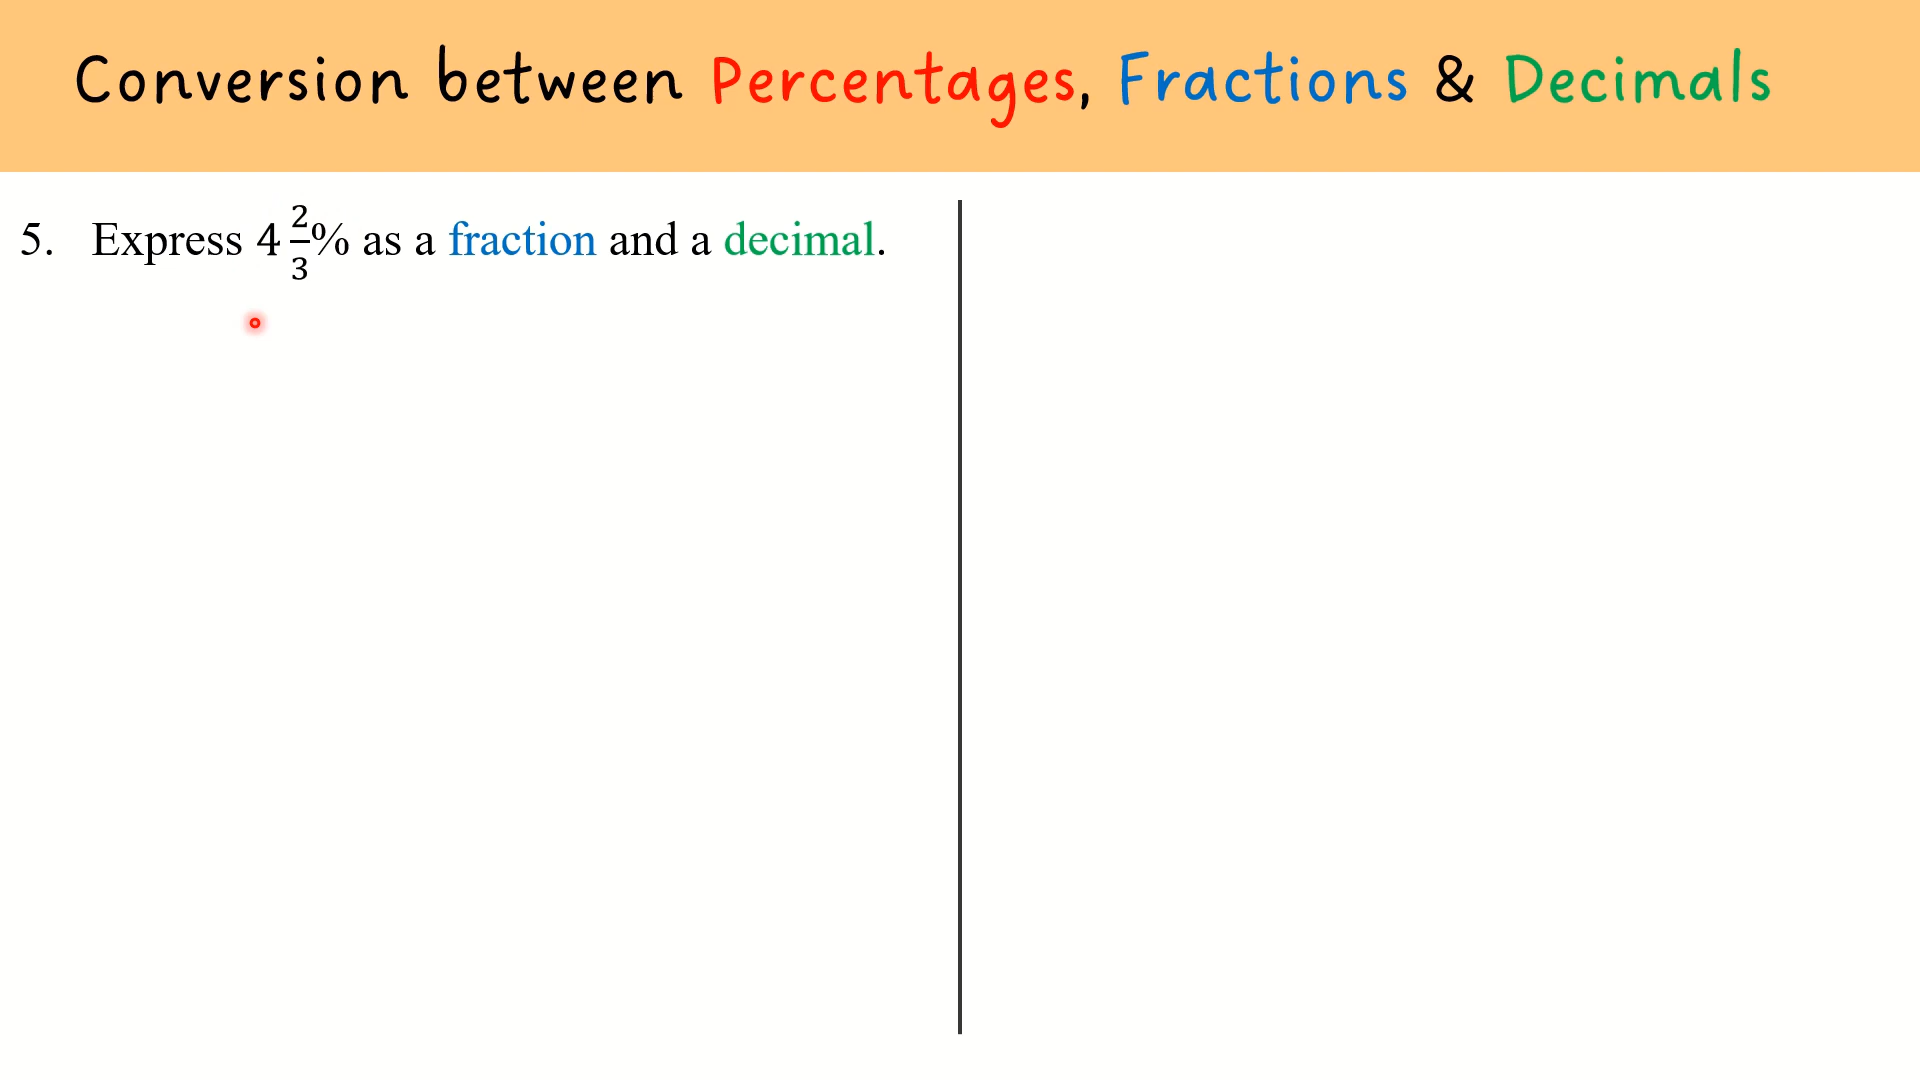 Conversion between Percentages, Fractions & Decimals
5. Express 4 2/3% as a fraction and a decimal.